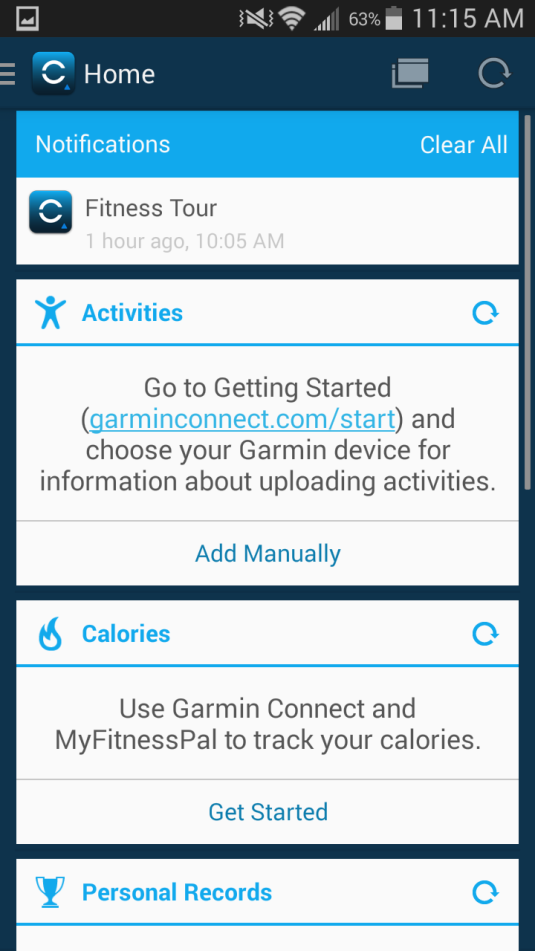 63% 11:15 AM
Home
Notifications Clear All
Fitness Tour
1 hour ago, 10:05 AM
Activities
Go to Getting Started
(garminconnect.com/start) and
choose your Garmin device for
information about uploading activities.
Add Manually
Calories
Use Garmin Connect and
MyFitnessPal to track your calories.
Get Started
Personal Records